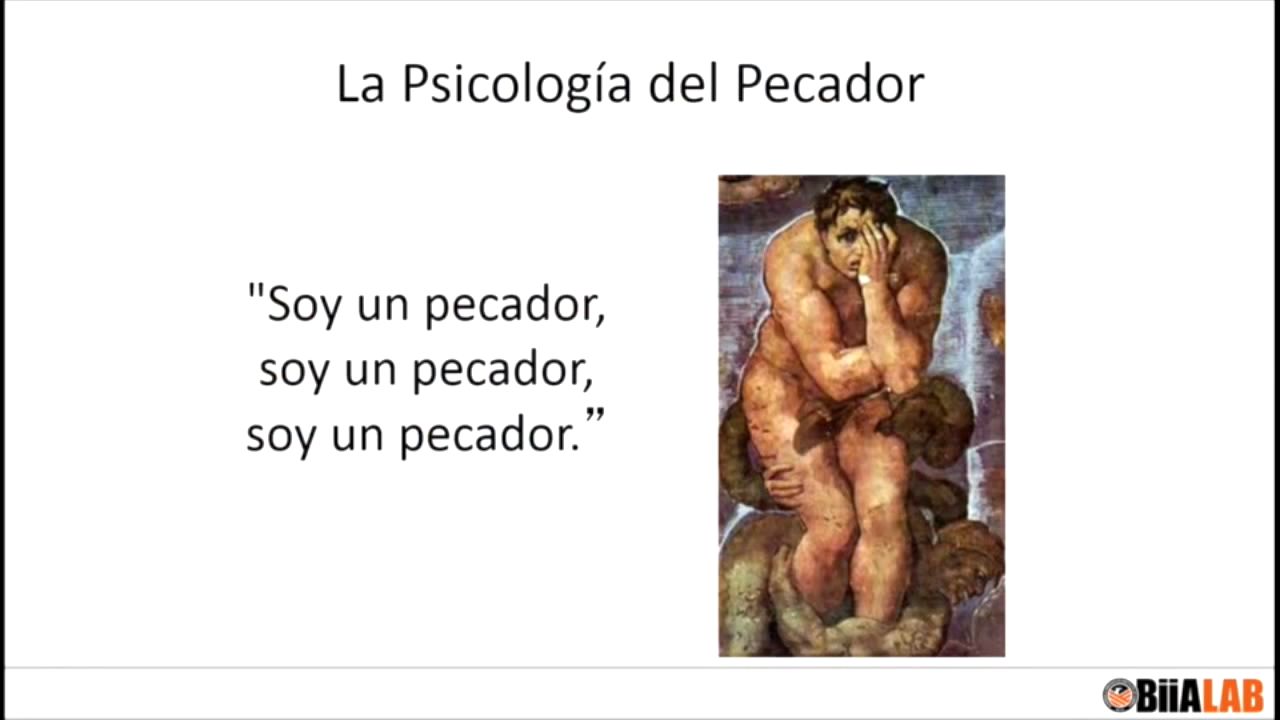 La Psicología del Pecador
"Soy un pecador,
soy un pecador,
soy un pecador.”
BiiALAB